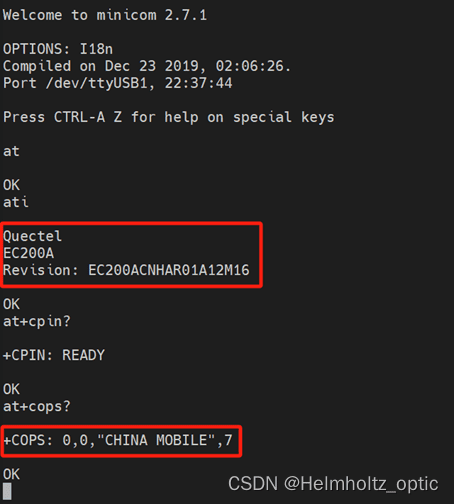 Welcome to minicom 2.7.1
OPTIONS: I18n
Compiled on Dec 23 2019, 02:06:26.
Port /dev/ttyUSB1, 22:37:44
Press CTRL-A Z for help on special keys
at
OK
ati
Quectel
EC200A
Revision: EC200ACNHAR01A12M16
OK
at+cpin?
+CPIN: READY
OK
at+cops?
+COPS: 0,0,"CHINA MOBILE",7
OK
CSDN @Helmholtz_optic